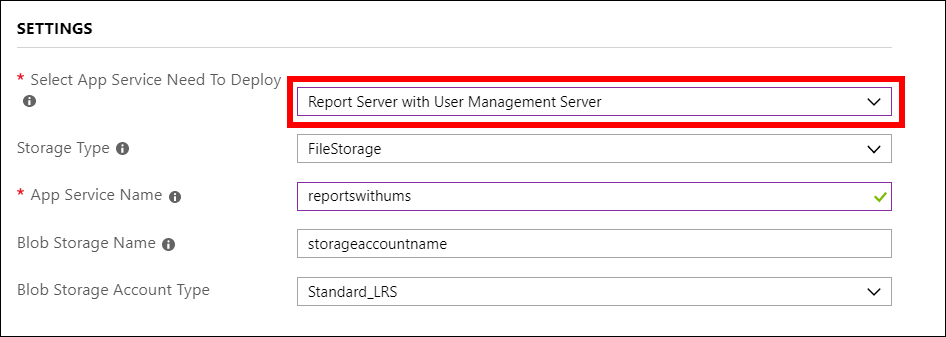 SETTINGS
* Select App Service Need To Deploy
Report Server with User Management Server
Storage Type
FileStorage
* App Service Name
reportswithums
Blob Storage Name
storageaccountname
Blob Storage Account Type
Standard_LRS